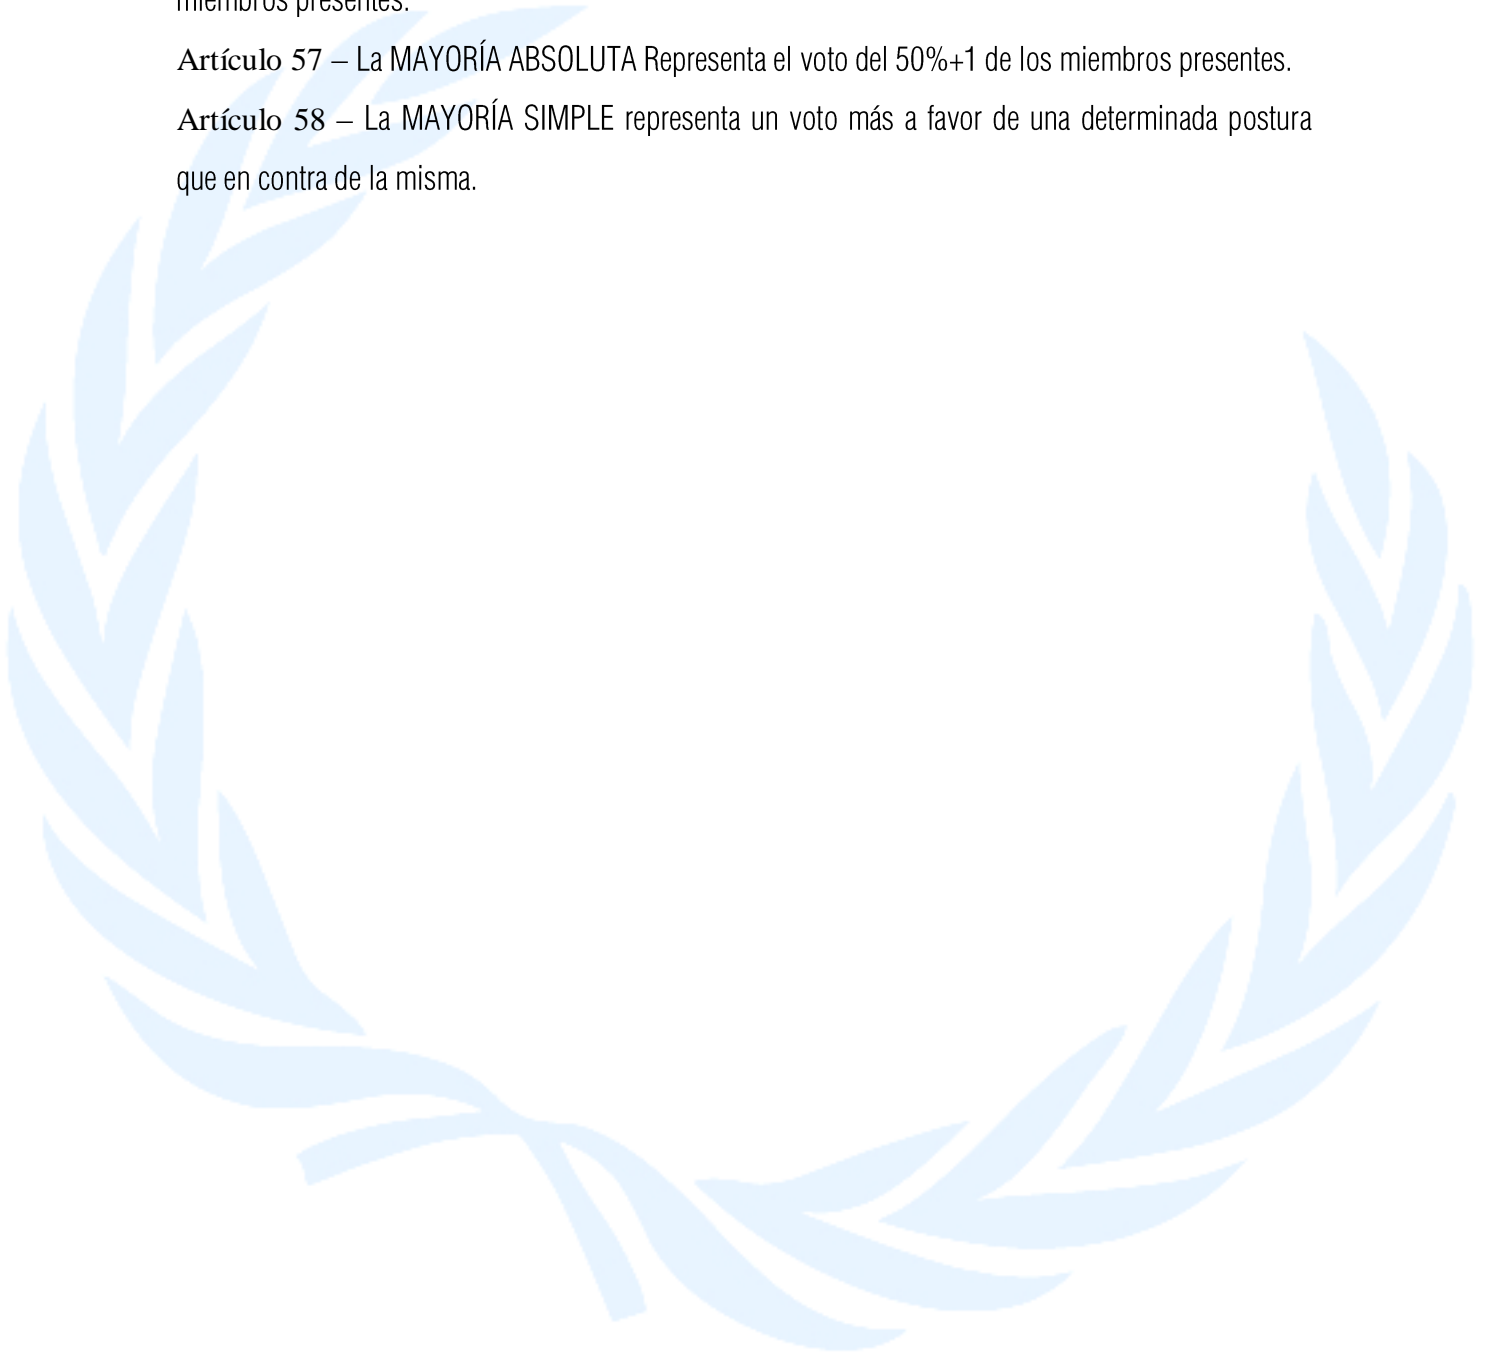 miembros presentes.
Artículo 57 – La MAYORÍA ABSOLUTA Representa el voto del 50%+1 de los miembros presentes.
Artículo 58 – La MAYORÍA SIMPLE representa un voto más a favor de una determinada postura
que en contra de la misma.